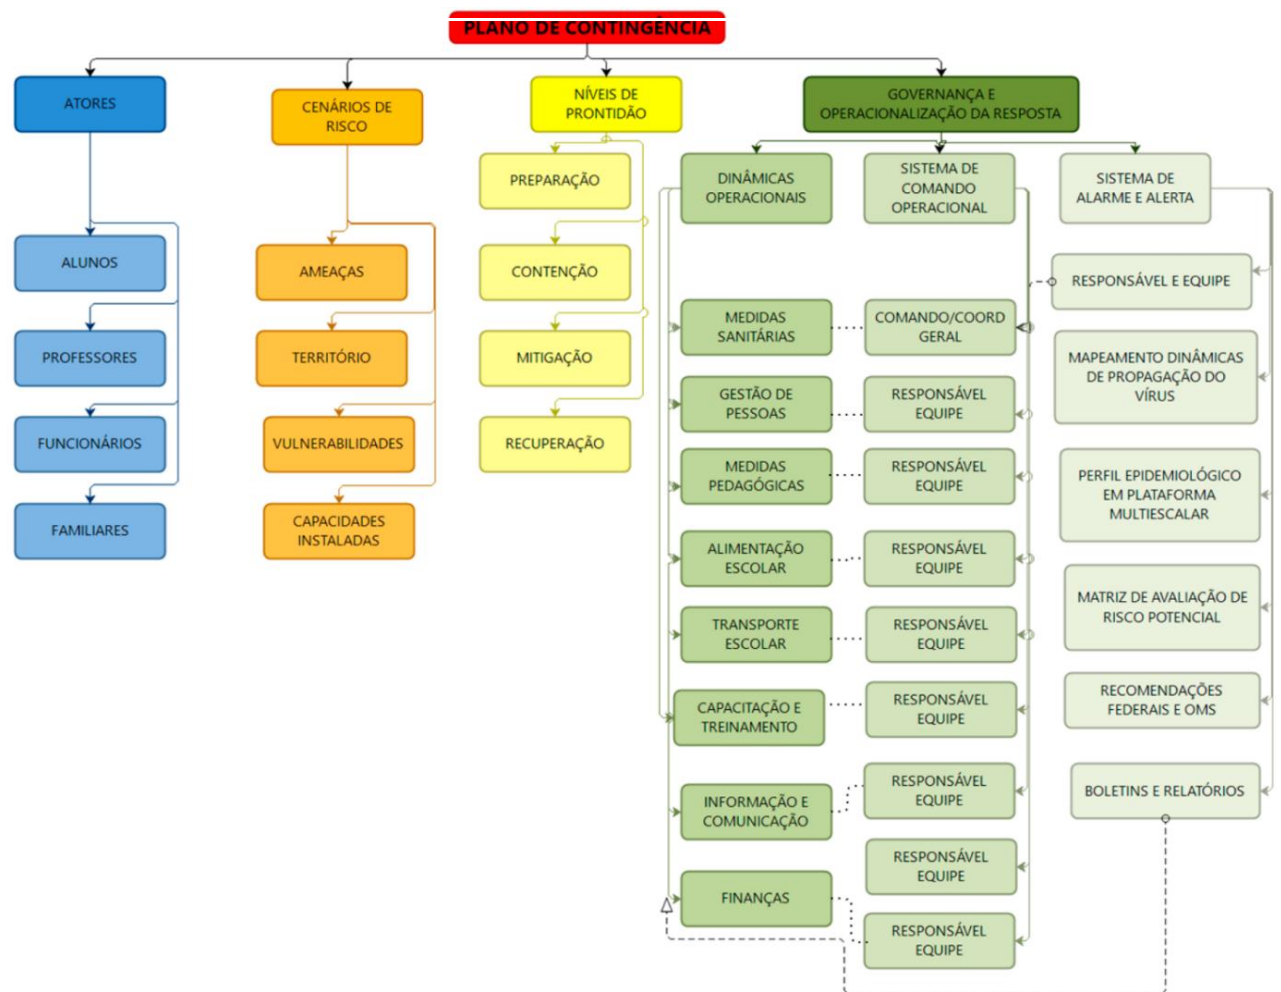 PLANO DE CONTINGÊNCIA
ATORES
ALUNOS
PROFESSORES
FUNCIONÁRIOS
FAMILIARES
CENÁRIOS DE
RISCO
AMEAÇAS
TERRITÓRIO
VULNERABILIDADES
CAPACIDADES
INSTALADAS
NÍVEIS DE
PRONTIDÃO
PREPARAÇÃO
CONTENÇÃO
MITIGAÇÃO
RECUPERAÇÃO
GOVERNANÇA E
OPERACIONALIZAÇÃO DA RESPOSTA
DINÂMICAS
OPERACIONAIS
MEDIDAS
SANITÁRIAS
GESTÃO DE
PESSOAS
MEDIDAS
PEDAGÓGICAS
ALIMENTAÇÃO
ESCOLAR
TRANSPORTE
ESCOLAR
CAPACITAÇÃO E
TREINAMENTO
INFORMAÇÃO E
COMUNICAÇÃO
FINANÇAS
SISTEMA DE
COMANDO
OPERACIONAL
COMANDO/COORD
GERAL
RESPONSÁVEL
EQUIPE
RESPONSÁVEL
EQUIPE
RESPONSÁVEL
EQUIPE
RESPONSÁVEL
EQUIPE
RESPONSÁVEL
EQUIPE
RESPONSÁVEL
EQUIPE
RESPONSÁVEL
EQUIPE
RESPONSÁVEL
EQUIPE
SISTEMA DE
ALARME E ALERTA
RESPONSÁVEL E EQUIPE
MAPEAMENTO DINÂMICAS
DE PROPAGAÇÃO DO
VÍRUS
PERFIL EPIDEMIOLÓGICO
EM PLATAFORMA
MULTIESCALAR
MATRIZ DE AVALIAÇÃO DE
RISCO POTENCIAL
RECOMENDAÇÕES
FEDERAIS E OMS
BOLETINS E RELATÓRIOS